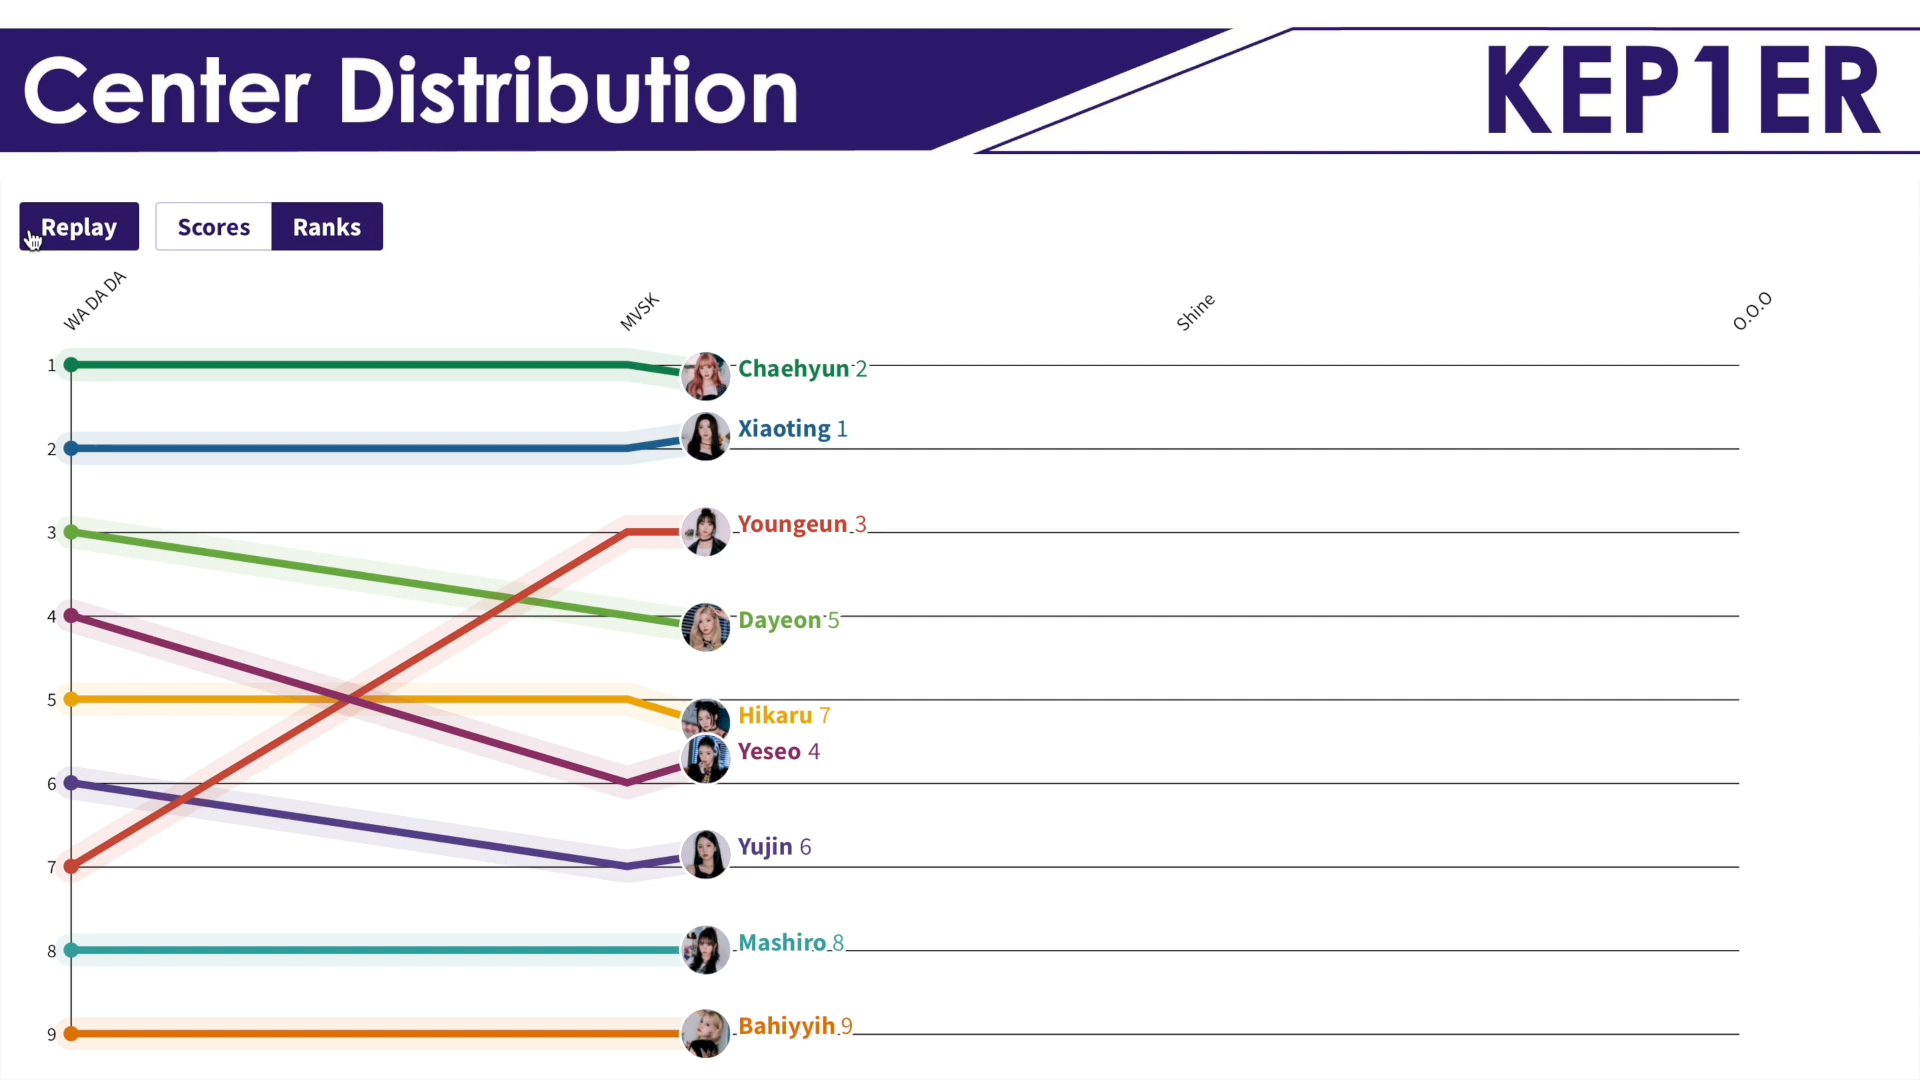 Center Distribution
KEP1ER
Replay
Scores
Ranks
WA DA DA
MVSK
Shine
O.O.O
1
Chaehyun 2
Xiaoting 1
2
3
Youngeun 3
4
Dayeon 5
5
Hikaru 7
Yeseo 4
6
Yujin 6
7
8
Mashiro 8
9
Bahiyyih 9